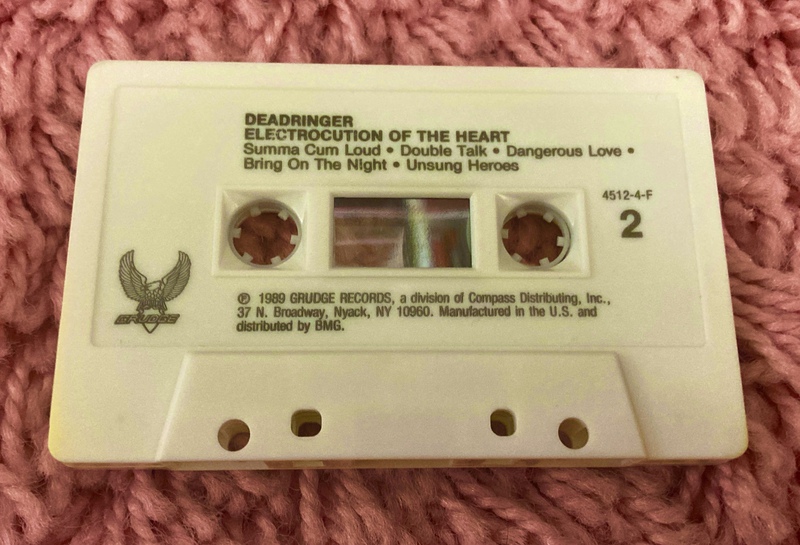 DEADRINGER
ELECTROCUTION OF THE HEART
Summa Cum Loud • Double Talk • Dangerous Love •
Bring On The Night • Unsung Heroes
4512-4-F
2
GRUDGE
℗ 1989 GRUDGE RECORDS, a division of Compass Distributing, Inc.,
37 N. Broadway, Nyack, NY 10960. Manufactured in the U.S. and
distributed by BMG.